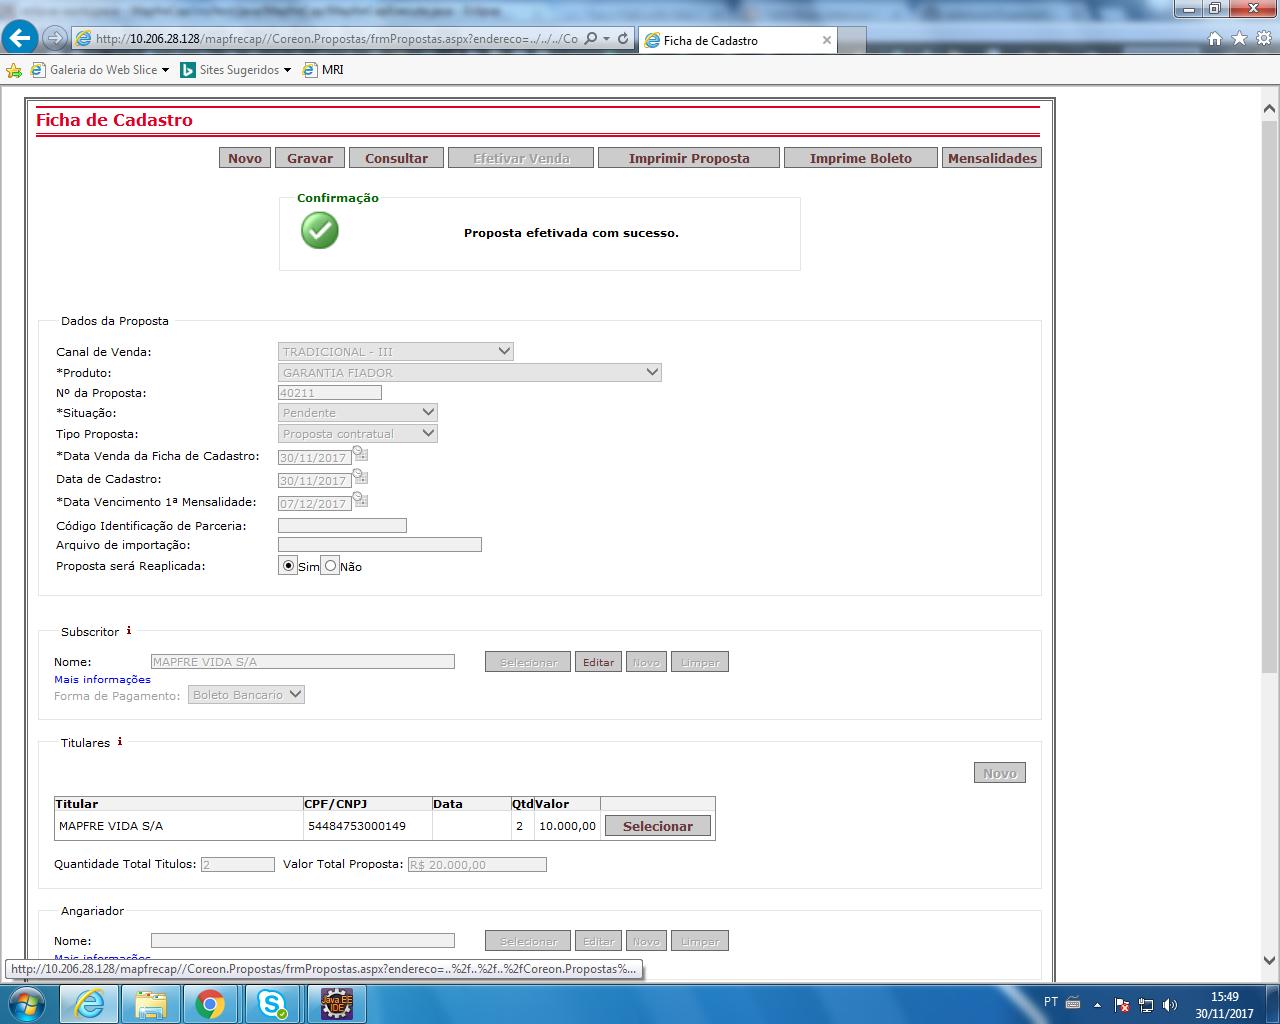 http://10.206.28.128/mapfrecap//Coreon.Propostas/frmPropostas.aspx?endereco=../../../Co
Ficha de Cadastro
Galeria do Web Slice
Sites Sugeridos
MRI
Ficha de Cadastro
Novo Gravar Consultar Efetivar Venda Imprimir Proposta Imprime Boleto Mensalidades
Confirmação
Proposta efetivada com sucesso.
Dados da Proposta
Canal de Venda: TRADICIONAL - III
*Produto: GARANTIA FIADOR
Nº da Proposta: 40211
*Situação: Pendente
Tipo Proposta: Proposta contratual
*Data Venda da Ficha de Cadastro: 30/11/2017
Data de Cadastro: 30/11/2017
*Data Vencimento 1ª Mensalidade: 07/12/2017
Código Identificação de Parceria:
Arquivo de importação:
Proposta será Reaplicada: Sim Não
Subscritor i
Nome: MAPFRE VIDA S/A Selecionar Editar Novo Limpar
Mais informações
Forma de Pagamento: Boleto Bancario
Titulares i
Novo
Titular CPF/CNPJ Data Qtd Valor
MAPFRE VIDA S/A 54484753000149 2 10.000,00 Selecionar
Quantidade Total Titulos: 2 Valor Total Proposta: R$ 20.000,00
Angariador
Nome: Selecionar Editar Novo Limpar
Mais informações
http://10.206.28.128/mapfrecap//Coreon.Propostas/frmPropostas.aspx?endereco=..%2f..%2f..%2fCoreon.Propostas%...
Java EE
IDE
PT
15:49
30/11/2017